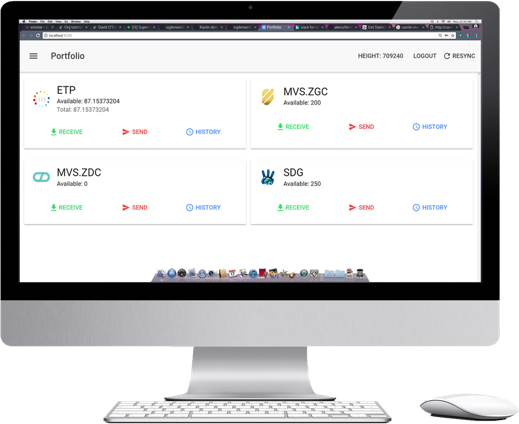 localhost
Portfolio
HEIGHT: 709240 LOGOUT RESYNC
ETP
Available: 87.15373204
Total: 87.15373204
RECEIVE SEND HISTORY
MVS.ZGC
Available: 200
RECEIVE SEND HISTORY
MVS.ZDC
Available: 0
RECEIVE SEND HISTORY
SDG
Available: 250
RECEIVE SEND HISTORY